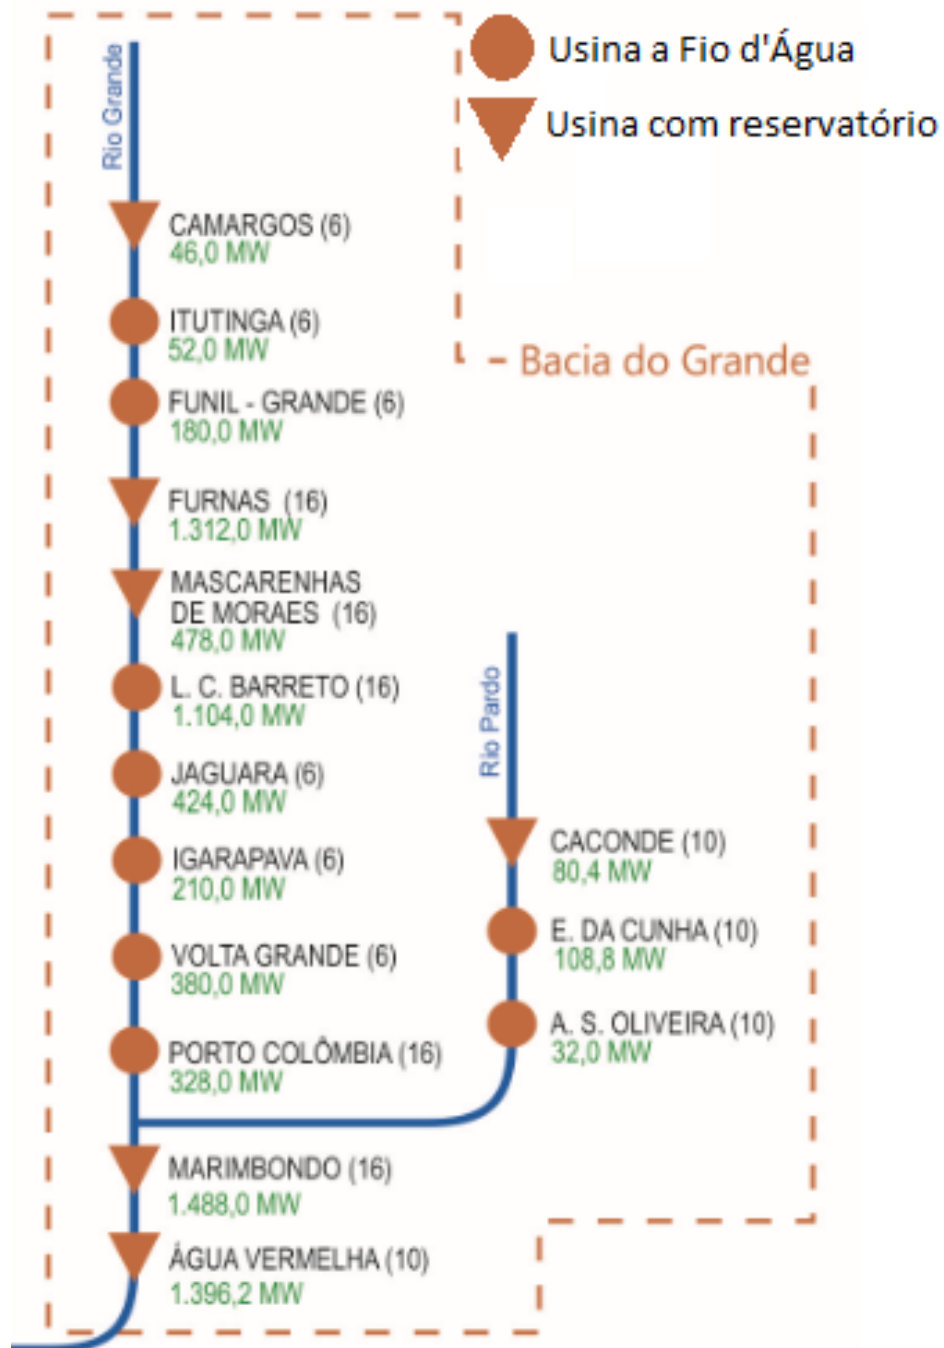 Usina a Fio d'Água
Usina com reservatório
Rio Grande
CAMARGOS (6)
46,0 MW
ITUTINGA (6)
52,0 MW
Bacia do Grande
FUNIL - GRANDE (6)
180,0 MW
FURNAS (16)
1.312,0 MW
MASCARENHAS
DE MORAES (16)
478,0 MW
L. C. BARRETO (16)
1.104,0 MW
JAGUARA (6)
424,0 MW
IGARAPAVA (6)
210,0 MW
VOLTA GRANDE (6)
380,0 MW
PORTO COLÔMBIA (16)
328,0 MW
Rio Pardo
CACONDE (10)
80,4 MW
E. DA CUNHA (10)
108,8 MW
A. S. OLIVEIRA (10)
32,0 MW
MARIMBONDO (16)
1.488,0 MW
ÁGUA VERMELHA (10)
1.396,2 MW